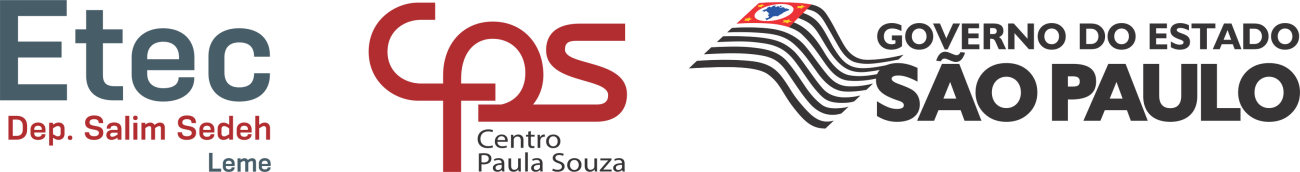 Etec
Dep. Salim Sedeh
Leme
cps
Centro
Paula Souza
GOVERNO DO ESTADO
SÃO PAULO